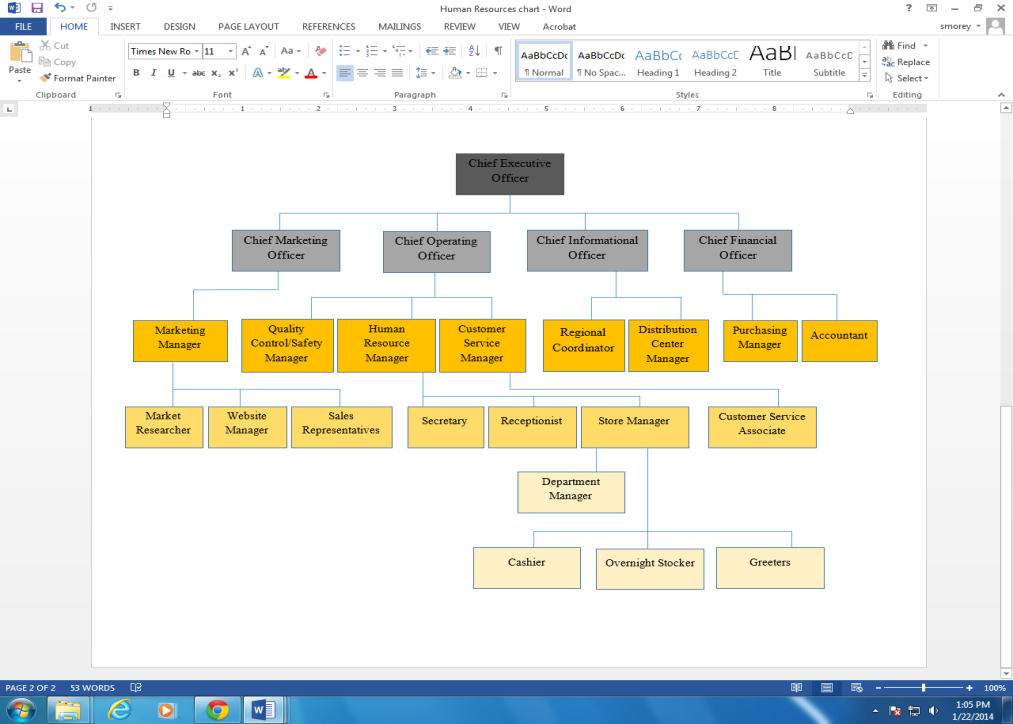 Human Resources chart - Word
FILE HOME INSERT DESIGN PAGE LAYOUT REFERENCES MAILINGS REVIEW VIEW Acrobat
smorey
Paste
Cut
Copy
Format Painter
Clipboard
Times New Ro 11
Font
Paragraph
AaBbCcDc AaBbCcDc AaBbCc AaBbCcC AaB AaBbCcC
¶ Normal ¶ No Spac... Heading 1 Heading 2 Title Subtitle
Styles
Find
Replace
Select
Editing
Chief Executive
Officer
Chief Marketing
Officer
Chief Operating
Officer
Chief Informational
Officer
Chief Financial
Officer
Marketing
Manager
Quality
Control/Safety
Manager
Human
Resource
Manager
Customer
Service
Manager
Regional
Coordinator
Distribution
Center
Manager
Purchasing
Manager
Accountant
Market
Researcher
Website
Manager
Sales
Representatives
Secretary
Receptionist
Store Manager
Customer Service
Associate
Department
Manager
Cashier
Overnight Stocker
Greeters
PAGE 2 OF 2 53 WORDS
100%
1:05 PM
1/22/2014